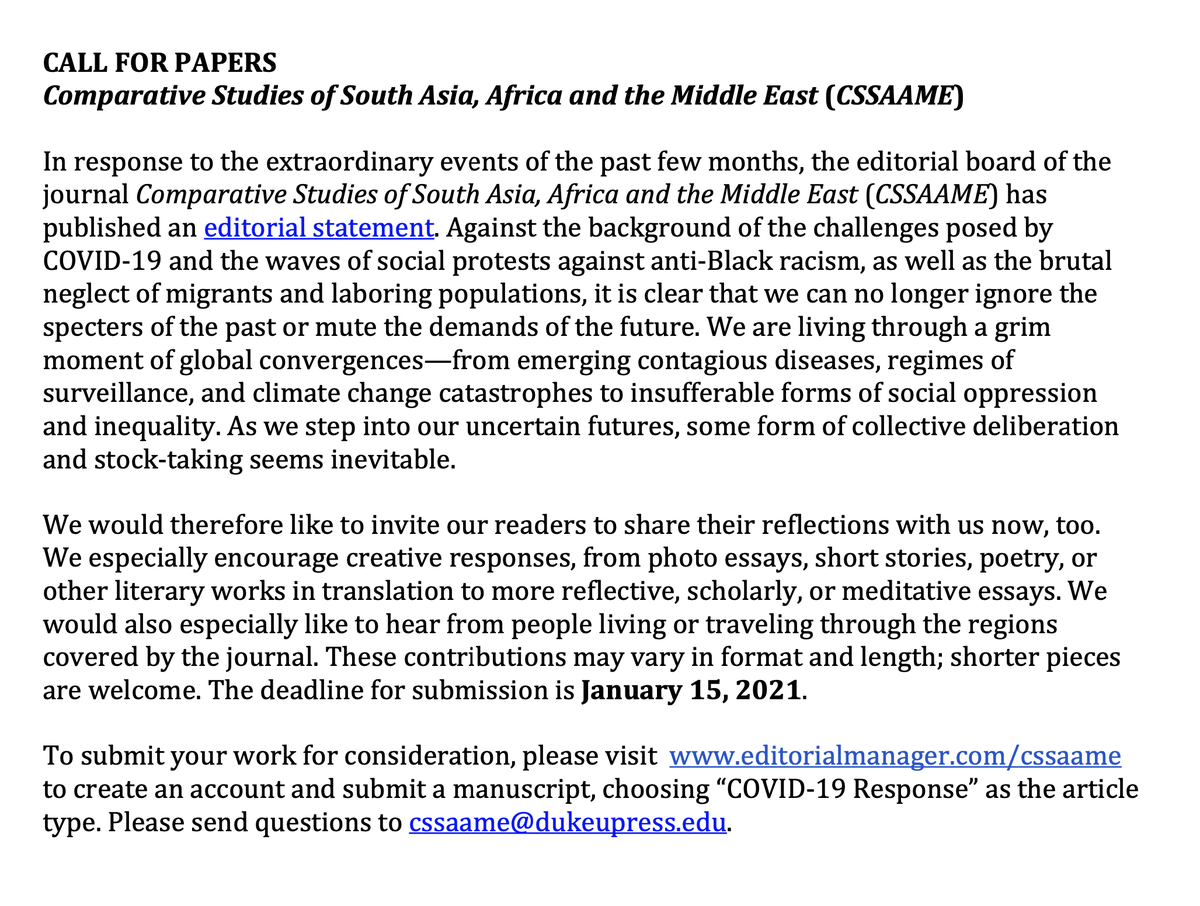 CALL FOR PAPERS
Comparative Studies of South Asia, Africa and the Middle East (CSSAAME)
In response to the extraordinary events of the past few months, the editorial board of the
journal Comparative Studies of South Asia, Africa and the Middle East (CSSAAME) has
published an editorial statement. Against the background of the challenges posed by
COVID-19 and the waves of social protests against anti-Black racism, as well as the brutal
neglect of migrants and laboring populations, it is clear that we can no longer ignore the
specters of the past or mute the demands of the future. We are living through a grim
moment of global convergences—from emerging contagious diseases, regimes of
surveillance, and climate change catastrophes to insufferable forms of social oppression
and inequality. As we step into our uncertain futures, some form of collective deliberation
and stock-taking seems inevitable.
We would therefore like to invite our readers to share their reflections with us now, too.
We especially encourage creative responses, from photo essays, short stories, poetry, or
other literary works in translation to more reflective, scholarly, or meditative essays. We
would also especially like to hear from people living or traveling through the regions
covered by the journal. These contributions may vary in format and length; shorter pieces
are welcome. The deadline for submission is January 15, 2021.
To submit your work for consideration, please visit www.editorialmanager.com/cssaame
to create an account and submit a manuscript, choosing “COVID-19 Response” as the article
type. Please send questions to cssaame@dukeupress.edu.